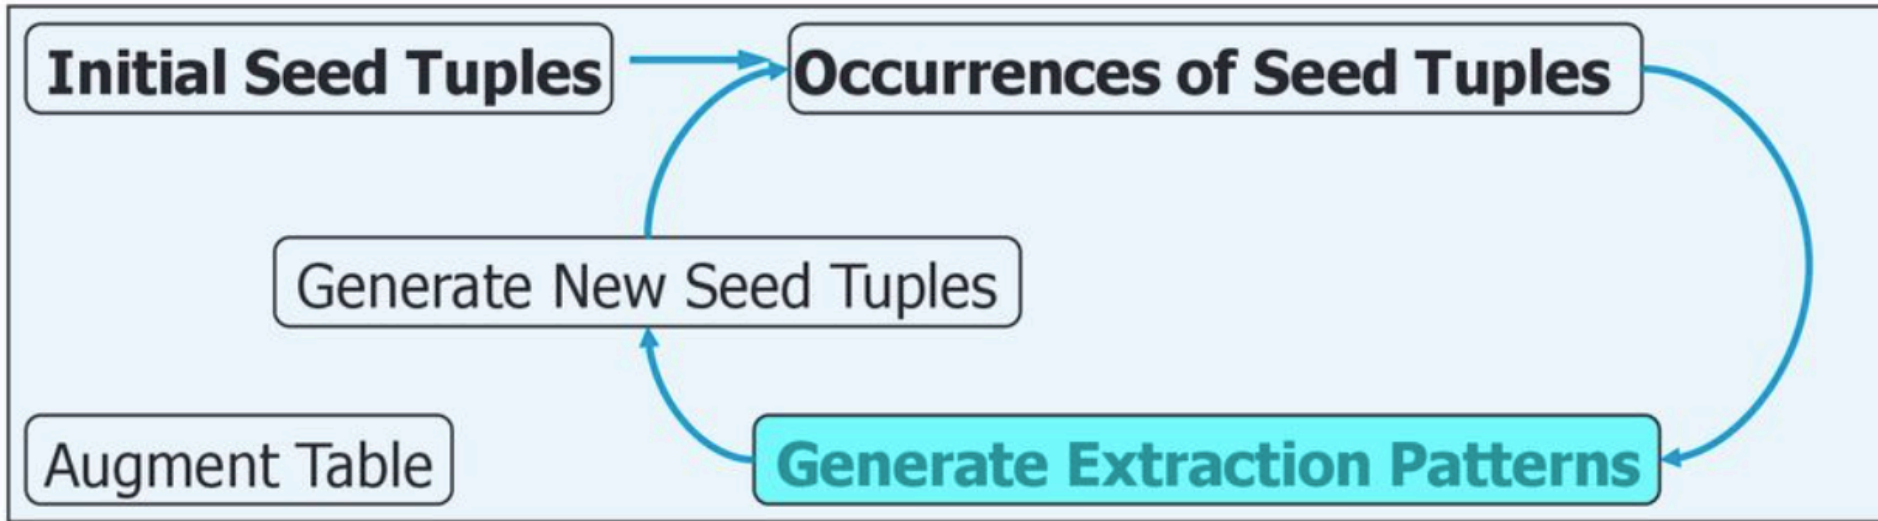 Initial Seed Tuples
Occurrences of Seed Tuples
Generate New Seed Tuples
Augment Table
Generate Extraction Patterns